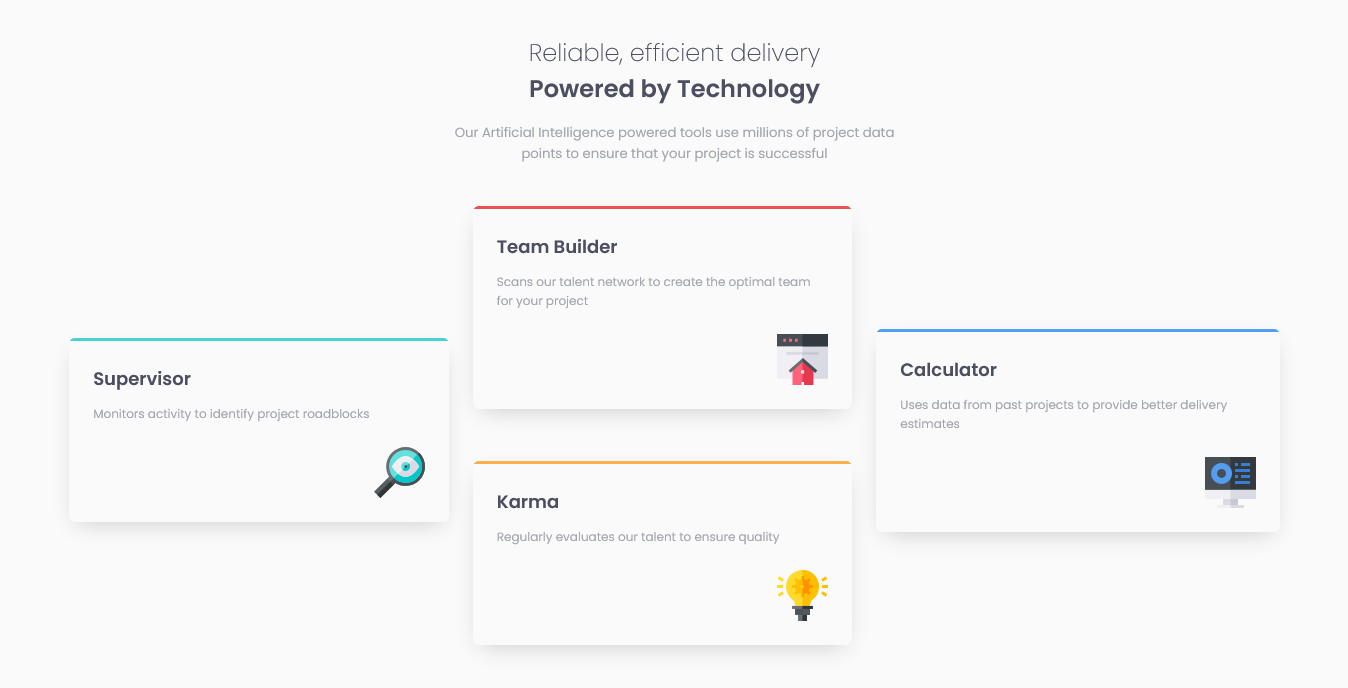 Reliable, efficient delivery
Powered by Technology
Our Artificial Intelligence powered tools use millions of project data
points to ensure that your project is successful
Supervisor
Monitors activity to identify project roadblocks
Team Builder
Scans our talent network to create the optimal team
for your project
Karma
Regularly evaluates our talent to ensure quality
Calculator
Uses data from past projects to provide better delivery
estimates